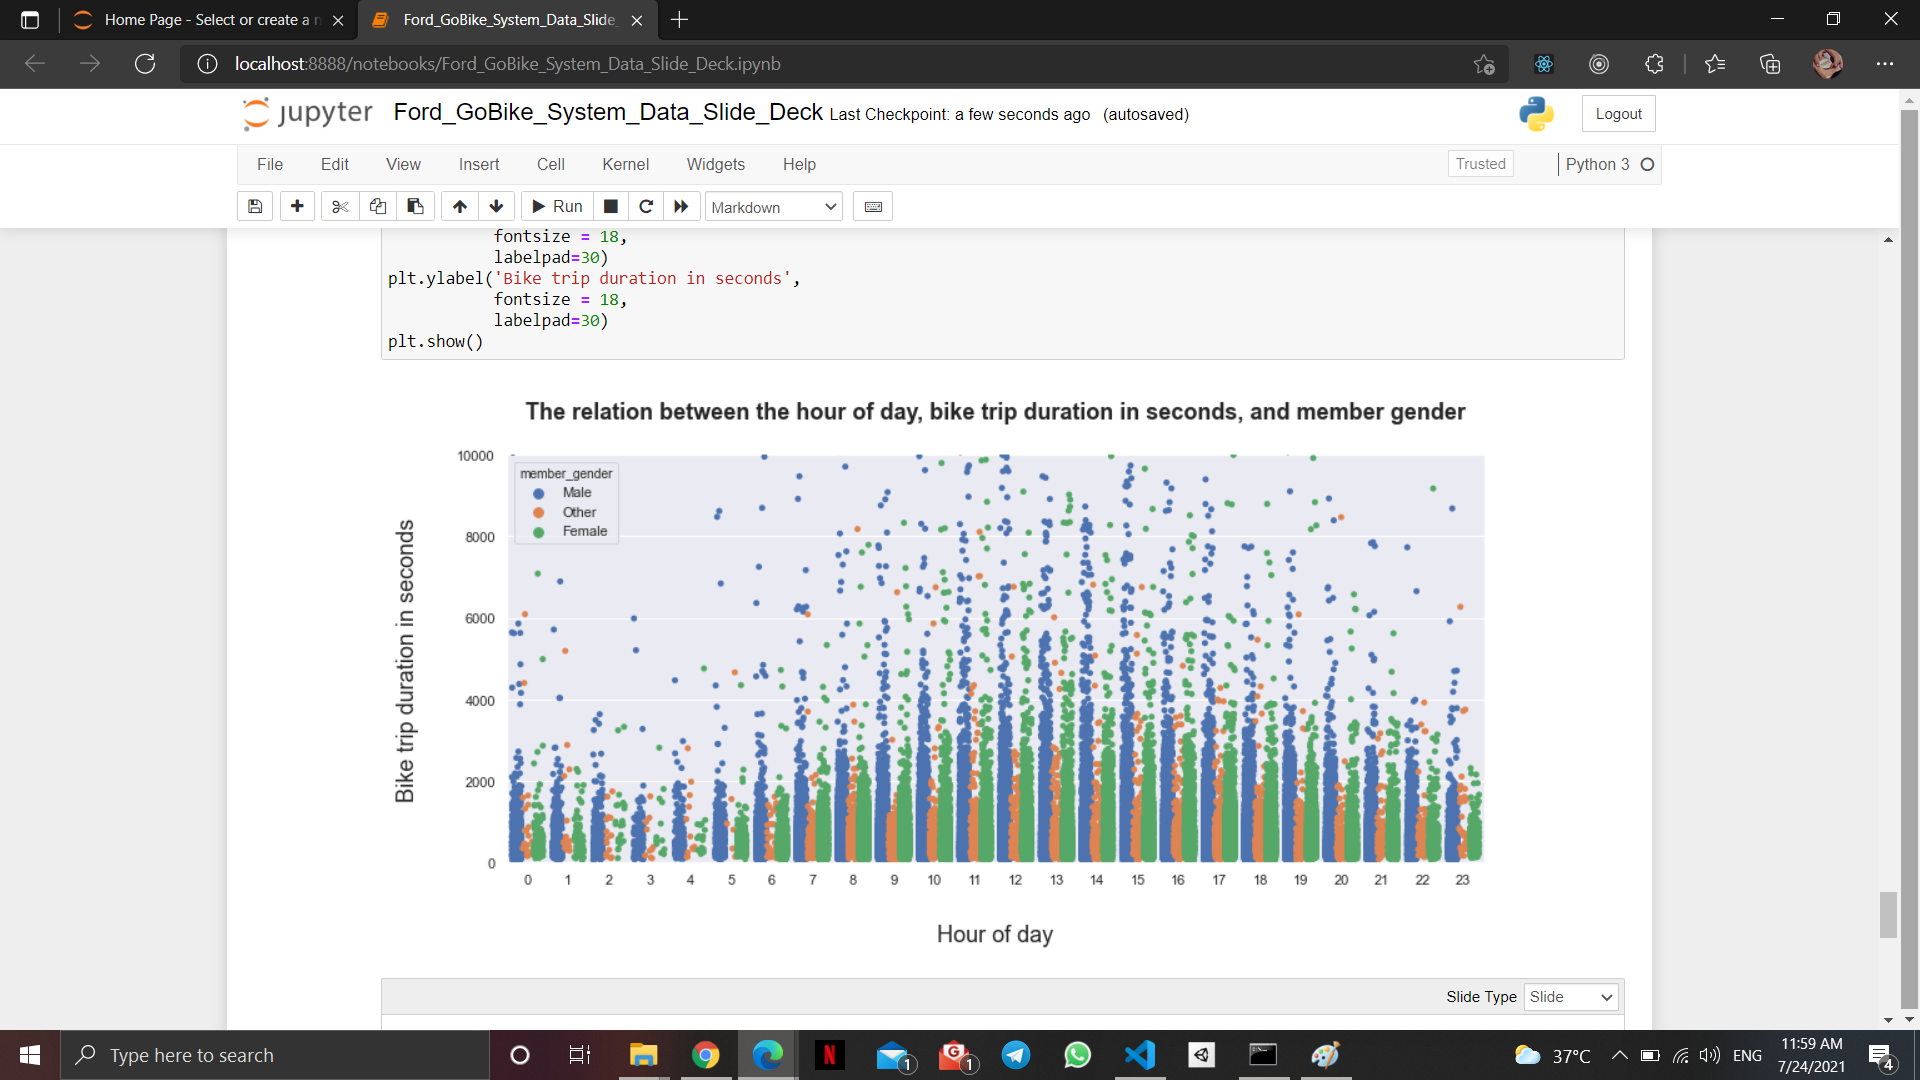 Home Page - Select or create a n
Ford_GoBike_System_Data_Slide_
localhost:8888/notebooks/Ford_GoBike_System_Data_Slide_Deck.ipynb
jupyter Ford_GoBike_System_Data_Slide_Deck Last Checkpoint: a few seconds ago (autosaved)
Logout
File Edit View Insert Cell Kernel Widgets Help
Trusted
Python 3
Run
Markdown
fontsize = 18,
labelpad=30)
plt.ylabel('Bike trip duration in seconds',
fontsize = 18,
labelpad=30)
plt.show()
The relation between the hour of day, bike trip duration in seconds, and member gender
Bike trip duration in seconds
10000
8000
6000
4000
2000
0
member_gender
Male
Other
Female
0 1 2 3 4 5 6 7 8 9 10 11 12 13 14 15 16 17 18 19 20 21 22 23
Hour of day
Slide Type Slide
Type here to search
N
1
G
1
37°C
ENG
11:59 AM
7/24/2021
4